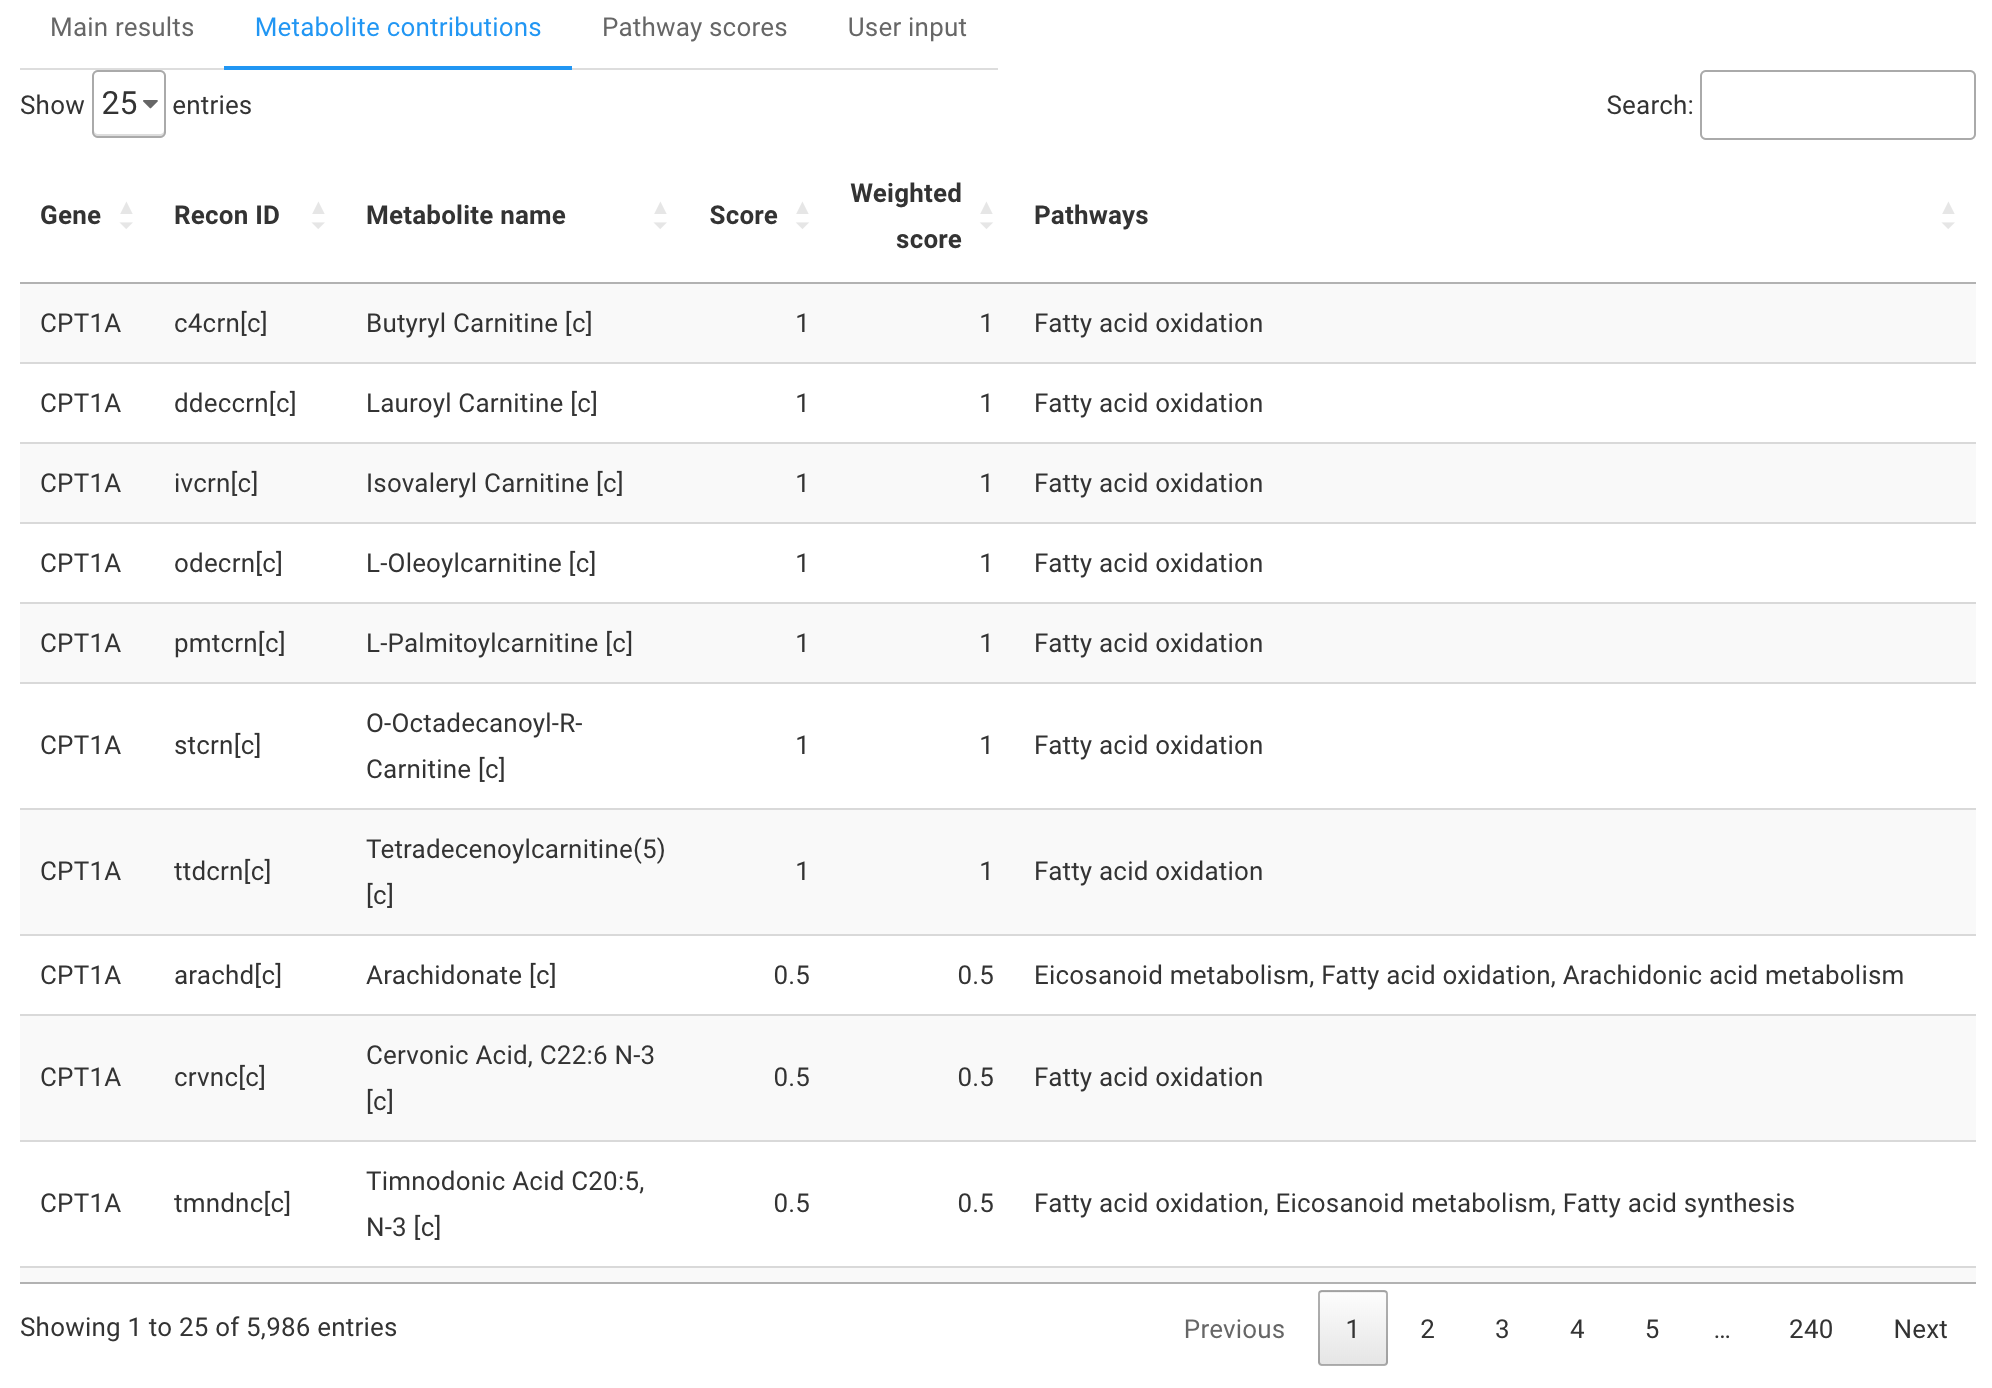 Main results Metabolite contributions Pathway scores User input
Show 25 entries Search:
Gene Recon ID Metabolite name Score Weighted score Pathways
CPT1A c4crn[c] Butyryl Carnitine [c] 1 1 Fatty acid oxidation
CPT1A ddeccrn[c] Lauroyl Carnitine [c] 1 1 Fatty acid oxidation
CPT1A ivcrn[c] Isovaleryl Carnitine [c] 1 1 Fatty acid oxidation
CPT1A odecrn[c] L-Oleoylcarnitine [c] 1 1 Fatty acid oxidation
CPT1A pmtcrn[c] L-Palmitoylcarnitine [c] 1 1 Fatty acid oxidation
CPT1A stcrn[c] O-Octadecanoyl-R-
Carnitine [c] 1 1 Fatty acid oxidation
CPT1A ttdcrn[c] Tetradecenoylcarnitine(5)
[c] 1 1 Fatty acid oxidation
CPT1A arachd[c] Arachidonate [c] 0.5 0.5 Eicosanoid metabolism, Fatty acid oxidation, Arachidonic acid metabolism
CPT1A crvnc[c] Cervonic Acid, C22:6 N-3
[c] 0.5 0.5 Fatty acid oxidation
CPT1A tmndnc[c] Timnodonic Acid C20:5,
N-3 [c] 0.5 0.5 Fatty acid oxidation, Eicosanoid metabolism, Fatty acid synthesis
Showing 1 to 25 of 5,986 entries Previous 1 2 3 4 5 … 240 Next